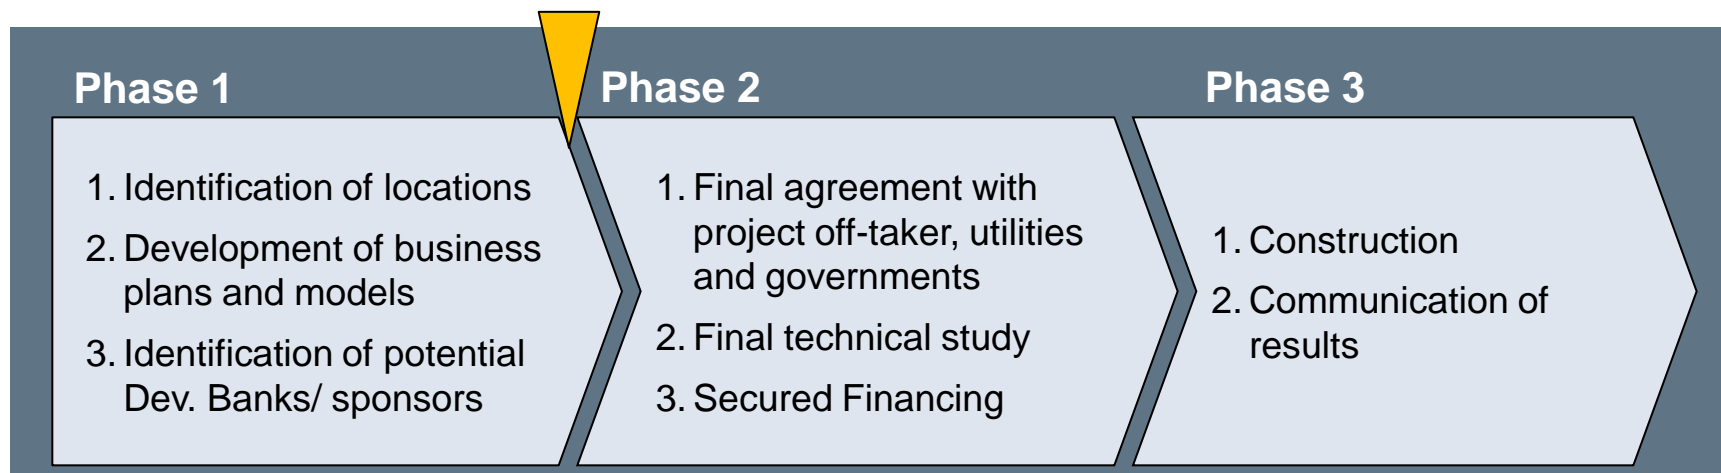 Phase 1
1. Identification of locations
2. Development of business
plans and models
3. Identification of potential
Dev. Banks/ sponsors
Phase 2
1. Final agreement with
project off-taker, utilities
and governments
2. Final technical study
3. Secured Financing
Phase 3
1. Construction
2. Communication of
results